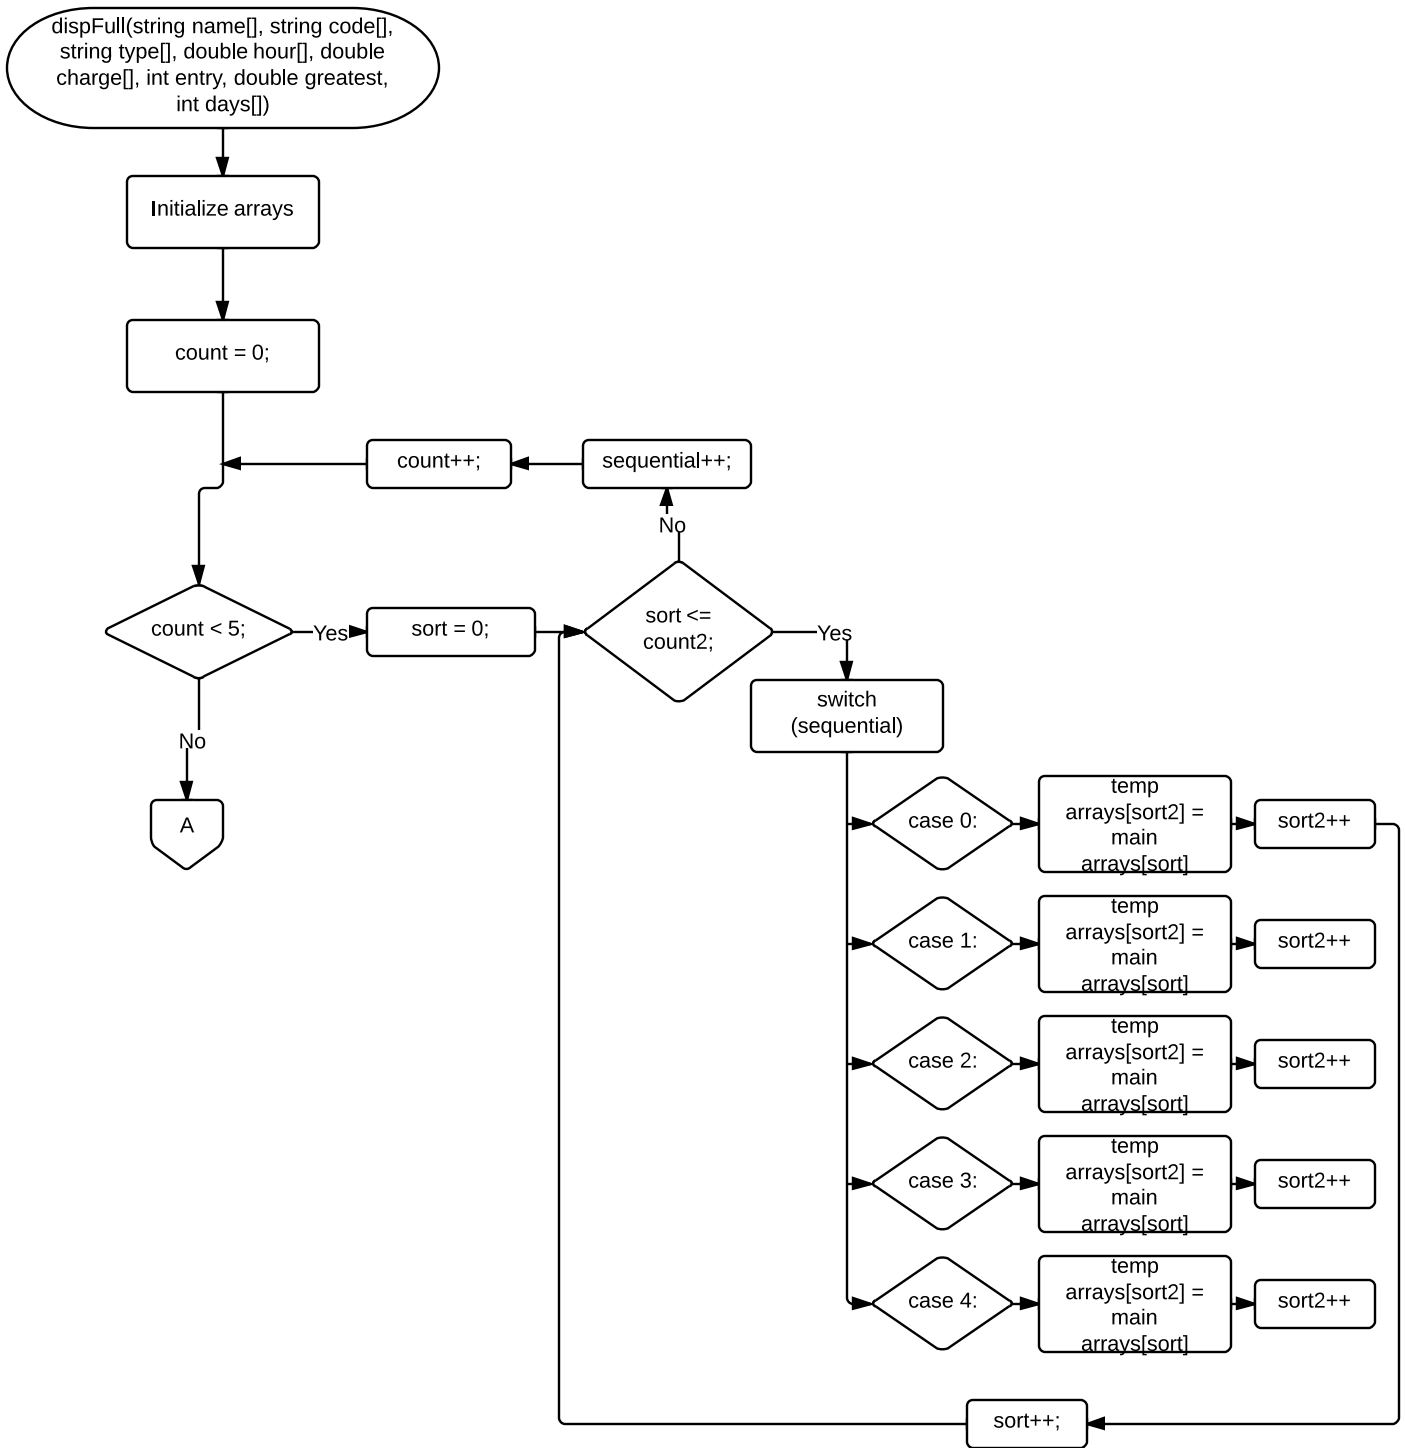 dispFull(string name[], string code[],
string type[], double hour[], double
charge[], int entry, double greatest,
int days[])
Initialize arrays
count = 0;
count++;
sequential++;
No
count < 5;
Yes
sort = 0;
sort <=
count2;
Yes
switch
(sequential)
No
A
case 0:
temp
arrays[sort2] =
main
arrays[sort]
sort2++
case 1:
temp
arrays[sort2] =
main
arrays[sort]
sort2++
case 2:
temp
arrays[sort2] =
main
arrays[sort]
sort2++
case 3:
temp
arrays[sort2] =
main
arrays[sort]
sort2++
case 4:
temp
arrays[sort2] =
main
arrays[sort]
sort2++
sort++;